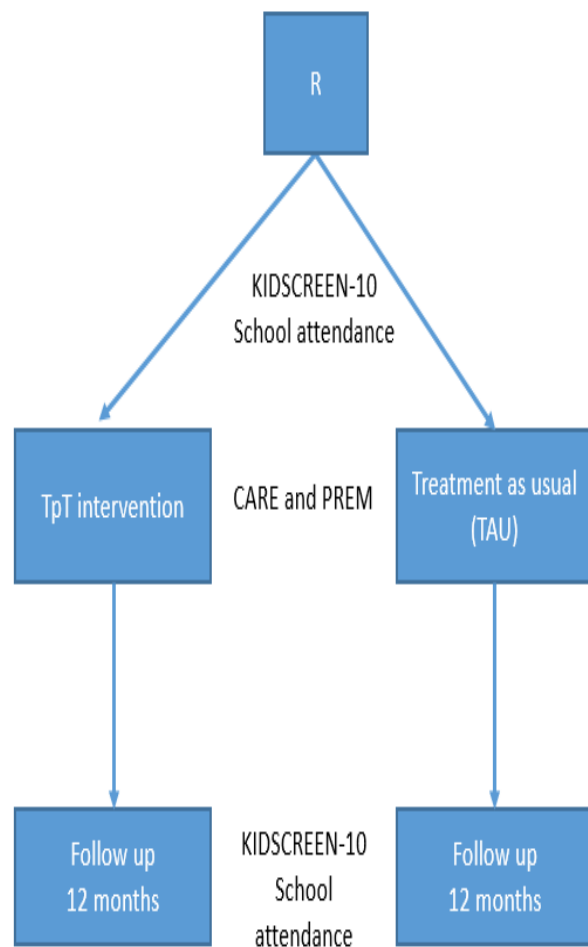 R
KIDSCREEN-10
School attendance
TpT intervention
CARE and PREM
Treatment as usual
(TAU)
Follow up
12 months
KIDSCREEN-10
School
attendance
Follow up
12 months